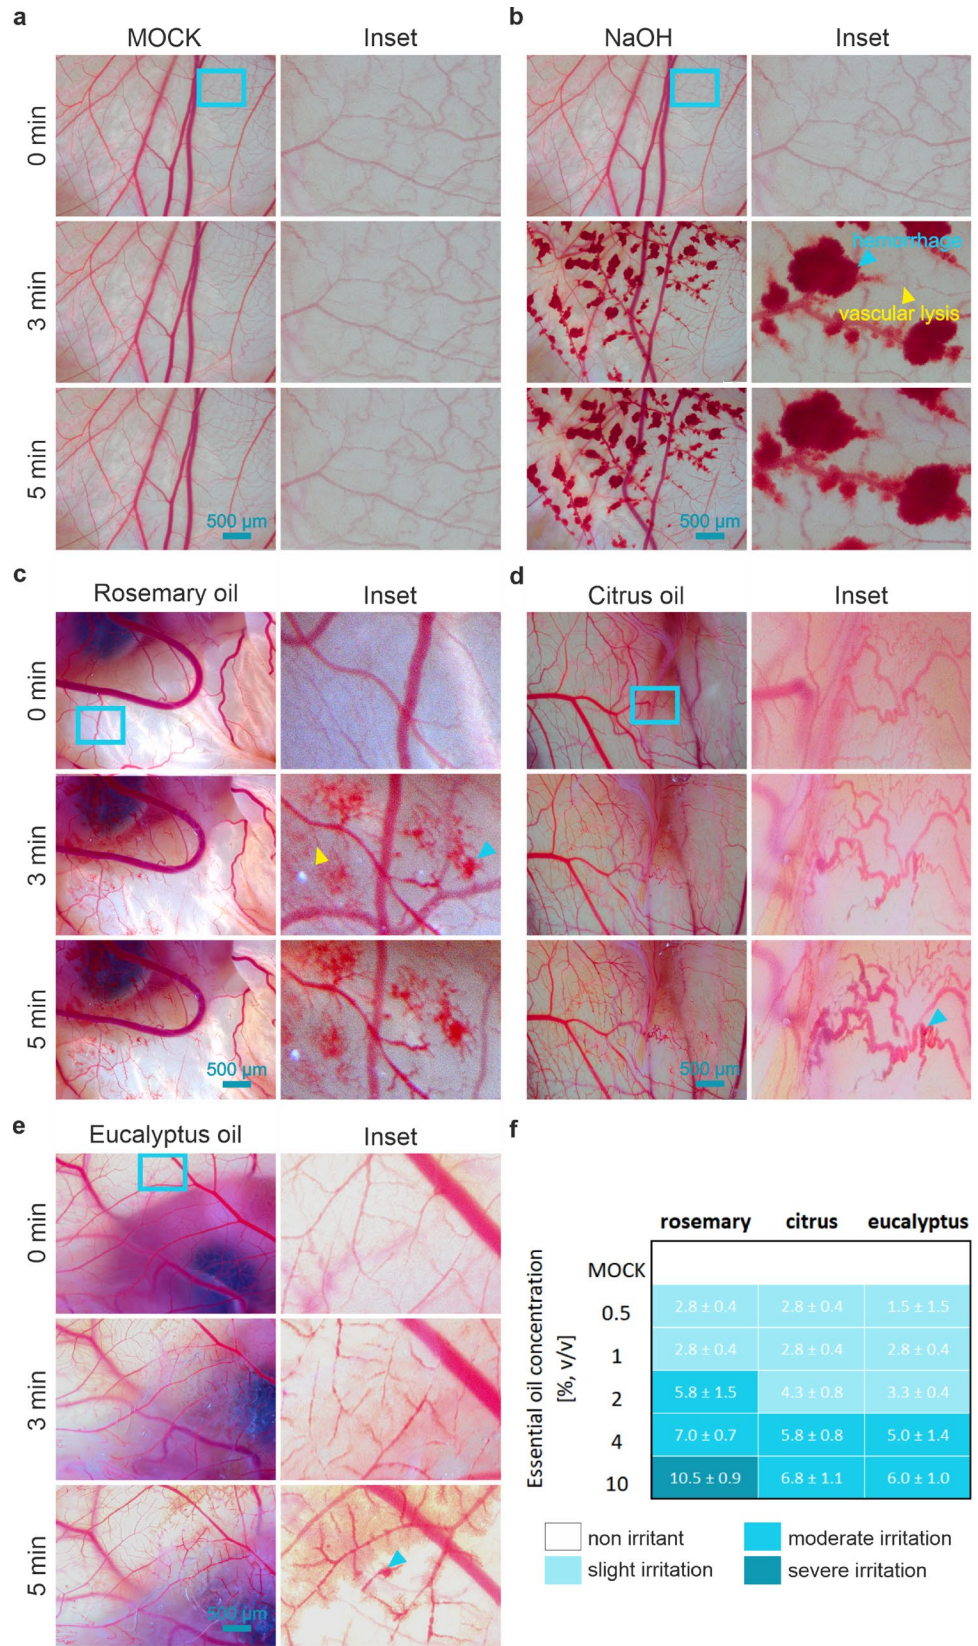 a
MOCK Inset
0 min
3 min
5 min
500 µm
b
NaOH Inset
hemorrhage
vascular lysis
500 µm
c
Rosemary oil Inset
0 min
3 min
5 min
500 µm
d
Citrus oil Inset
500 µm
e
Eucalyptus oil Inset
0 min
3 min
5 min
500 µm
f
rosemary citrus eucalyptus
Essential oil concentration
[%, v/v]
MOCK
0.5 2.8 ± 0.4 2.8 ± 0.4 1.5 ± 1.5
1 2.8 ± 0.4 2.8 ± 0.4 2.8 ± 0.4
2 5.8 ± 1.5 4.3 ± 0.8 3.3 ± 0.4
4 7.0 ± 0.7 5.8 ± 0.8 5.0 ± 1.4
10 10.5 ± 0.9 6.8 ± 1.1 6.0 ± 1.0
non irritant moderate irritation
slight irritation severe irritation